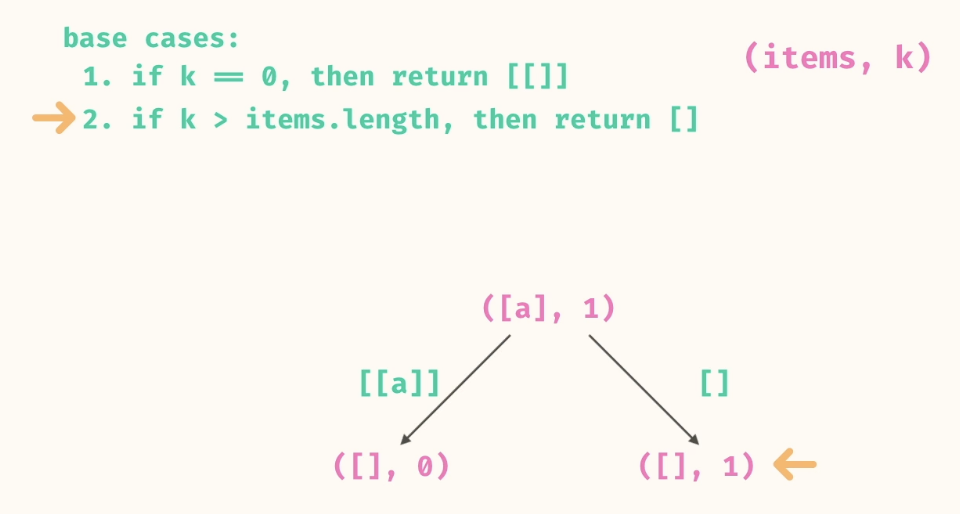 base cases:
(items, k)
1. if k == 0, then return [[]]
2. if k > items.length, then return []
([a], 1)
[[a]]
[]
([], 0)
([], 1)